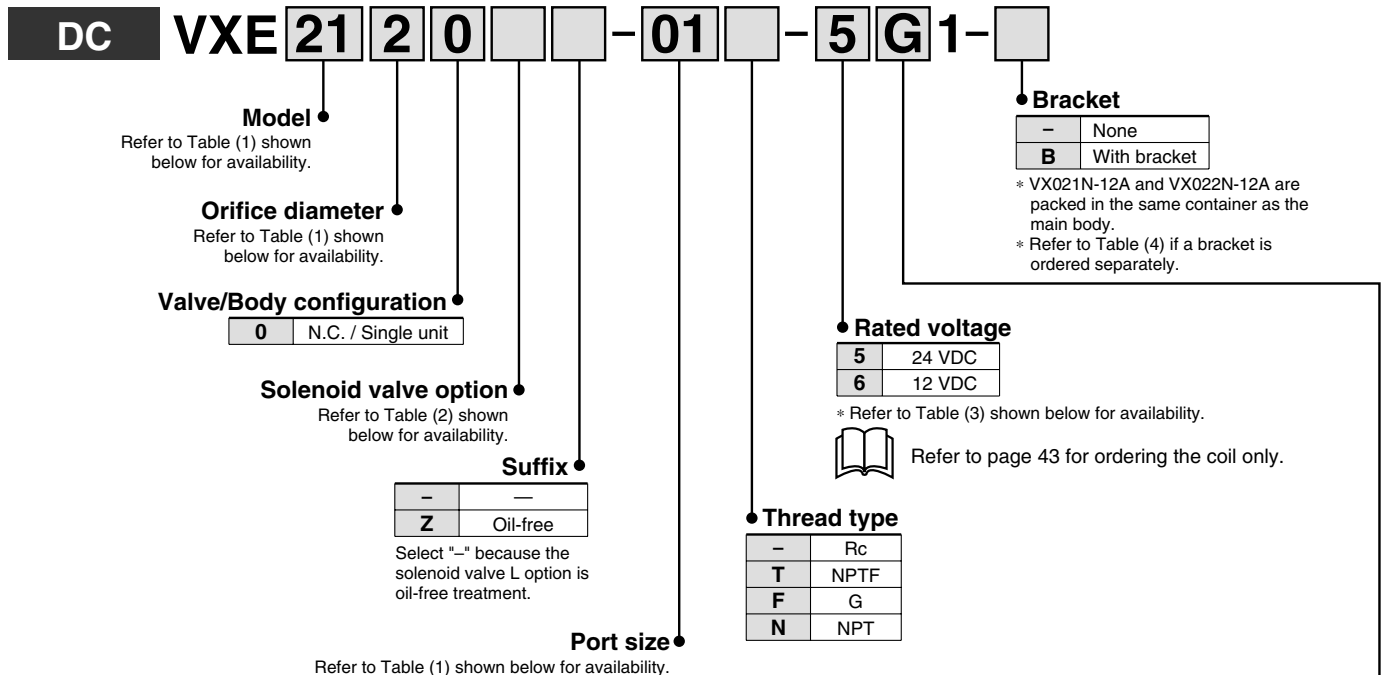 DC VXE 21 2 0 - 01 - 5 G 1-
Model
Refer to Table (1) shown
below for availability.
Orifice diameter
Refer to Table (1) shown
below for availability.
Valve/Body configuration
0 N.C. / Single unit
Solenoid valve option
Refer to Table (2) shown
below for availability.
Suffix
– —
Z Oil-free
Select "–" because the
solenoid valve L option is
oil-free treatment.
Port size
Refer to Table (1) shown below for availability.
Thread type
– Rc
T NPTF
F G
N NPT
Rated voltage
5 24 VDC
6 12 VDC
* Refer to Table (3) shown below for availability.
Refer to page 43 for ordering the coil only.
Bracket
– None
B With bracket
* VX021N-12A and VX022N-12A are
packed in the same container as the
main body.
* Refer to Table (4) if a bracket is
ordered separately.